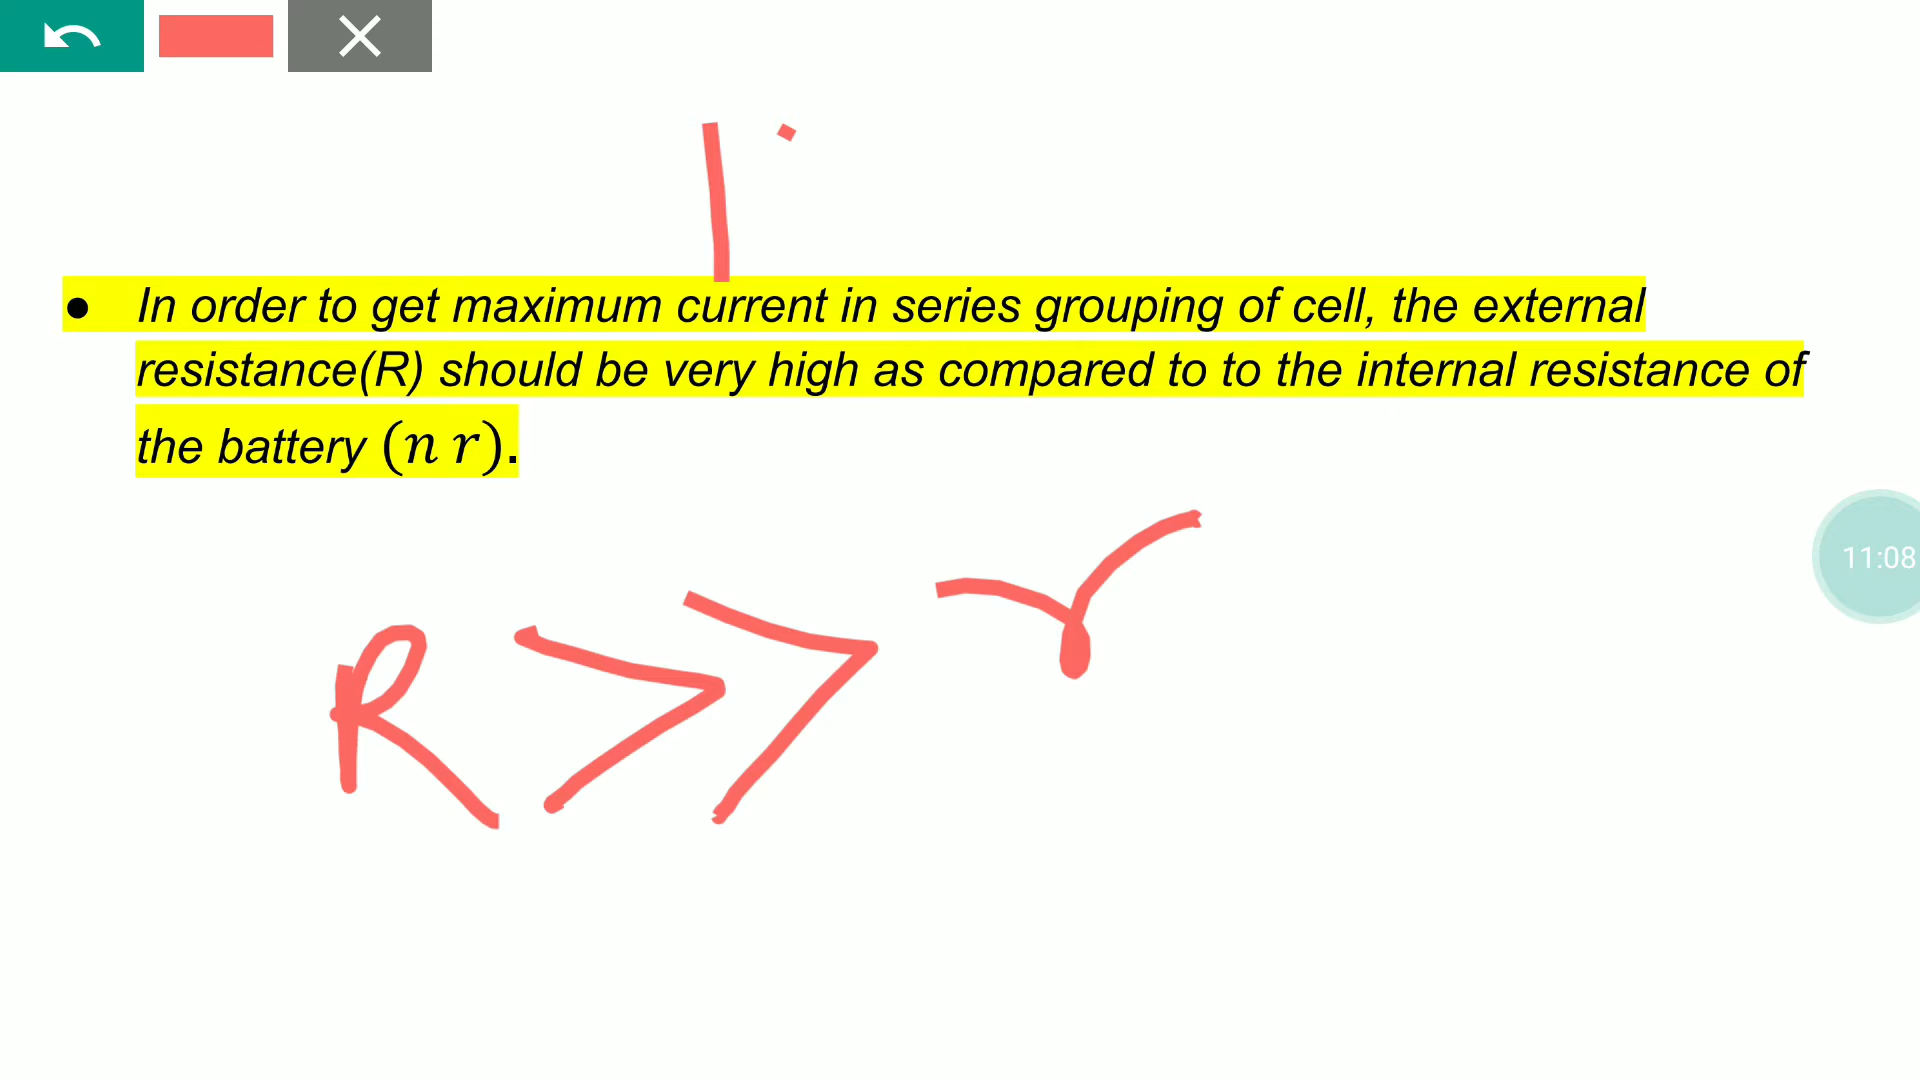 ● In order to get maximum current in series grouping of cell, the external
resistance(R) should be very high as compared to to the internal resistance of
the battery (n r).
11:08
R >> r